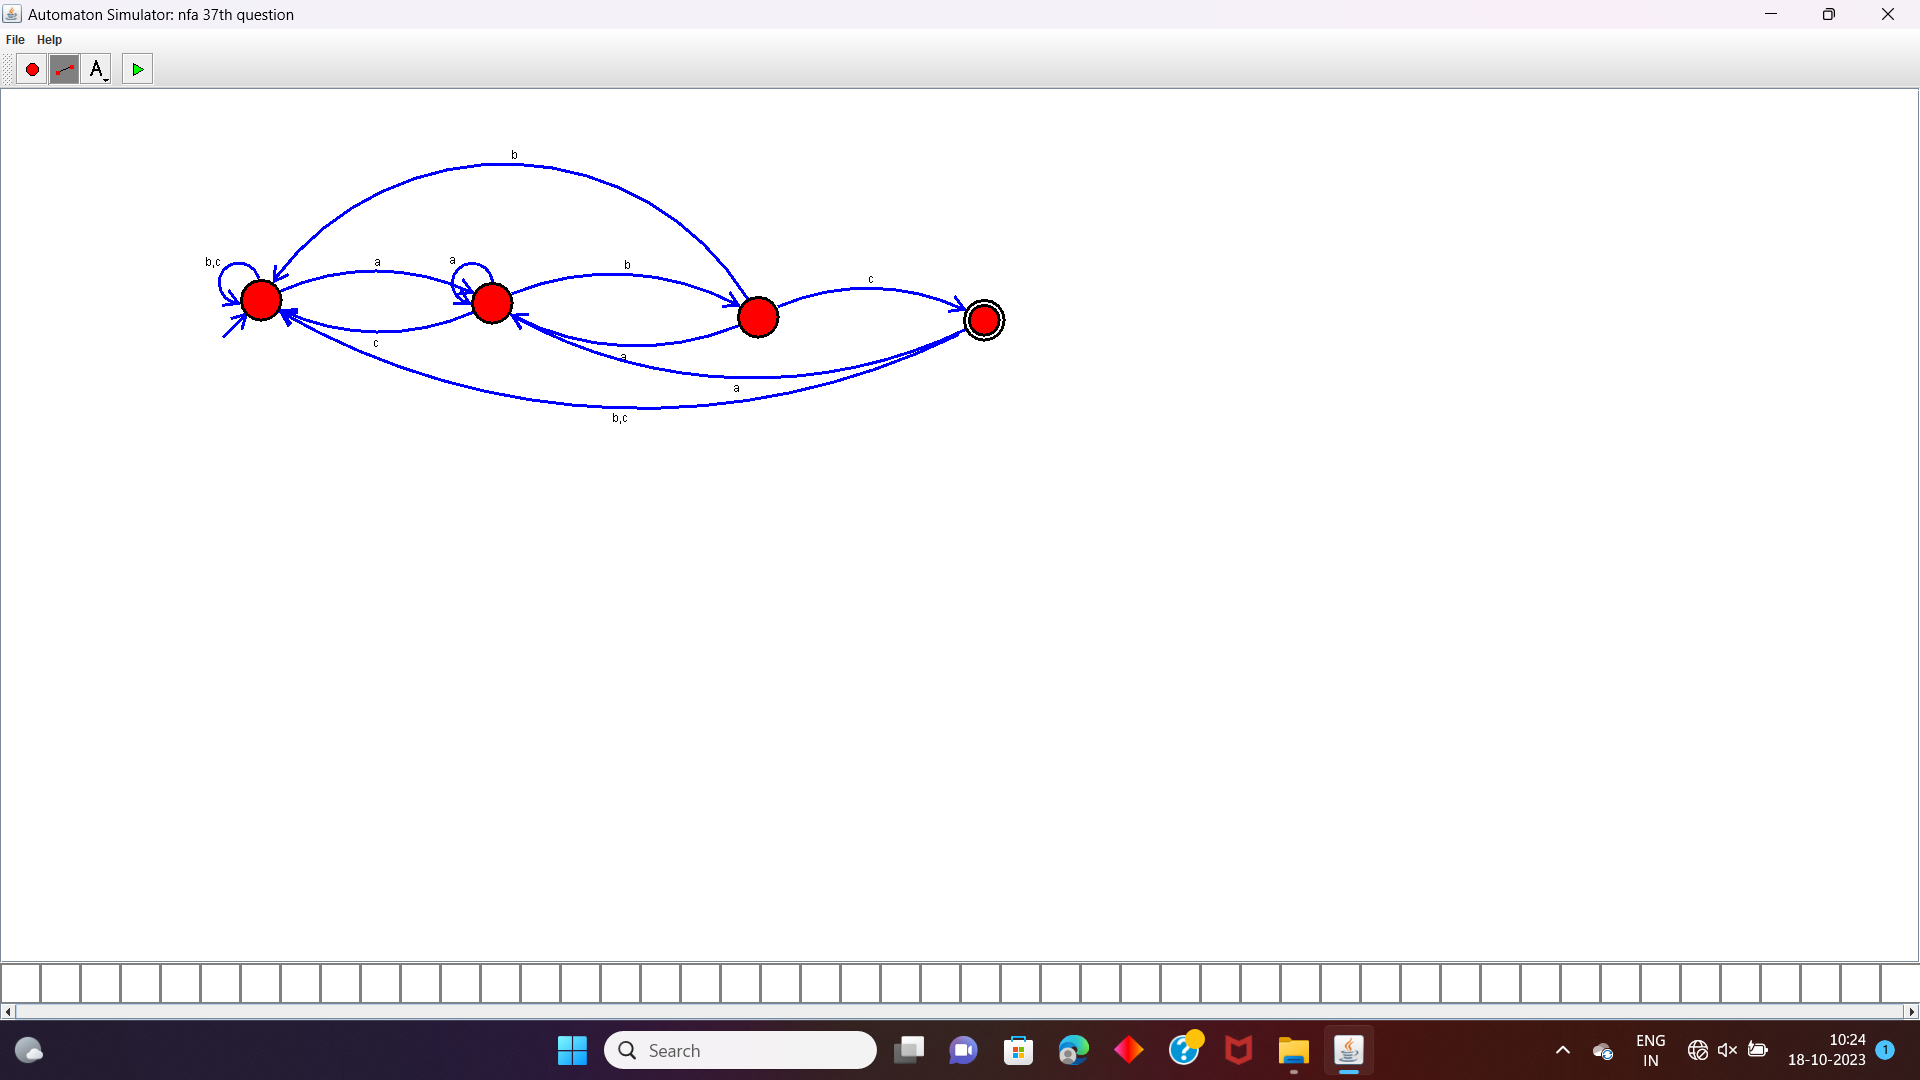 Automaton Simulator: nfa 37th question
File Help
A
b
b,c
a
a
b
c
c
a
a
b,c
Search
ENG
IN
10:24
18-10-2023
1